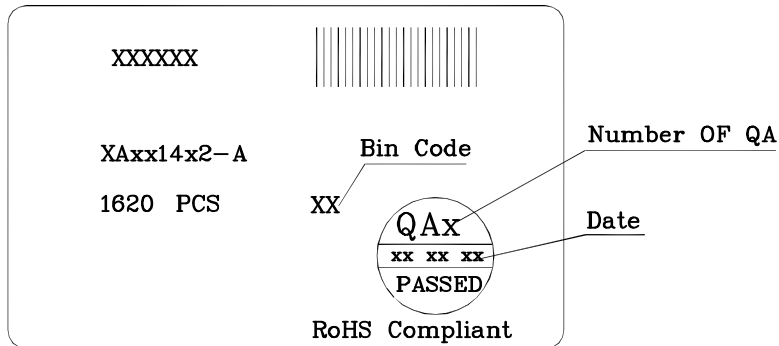 XXXXXX
XAxx14x2-A
Bin Code
Number OF QA
1620 PCS
XX
QAx
Date
xx xx xx
PASSED
RoHS Compliant